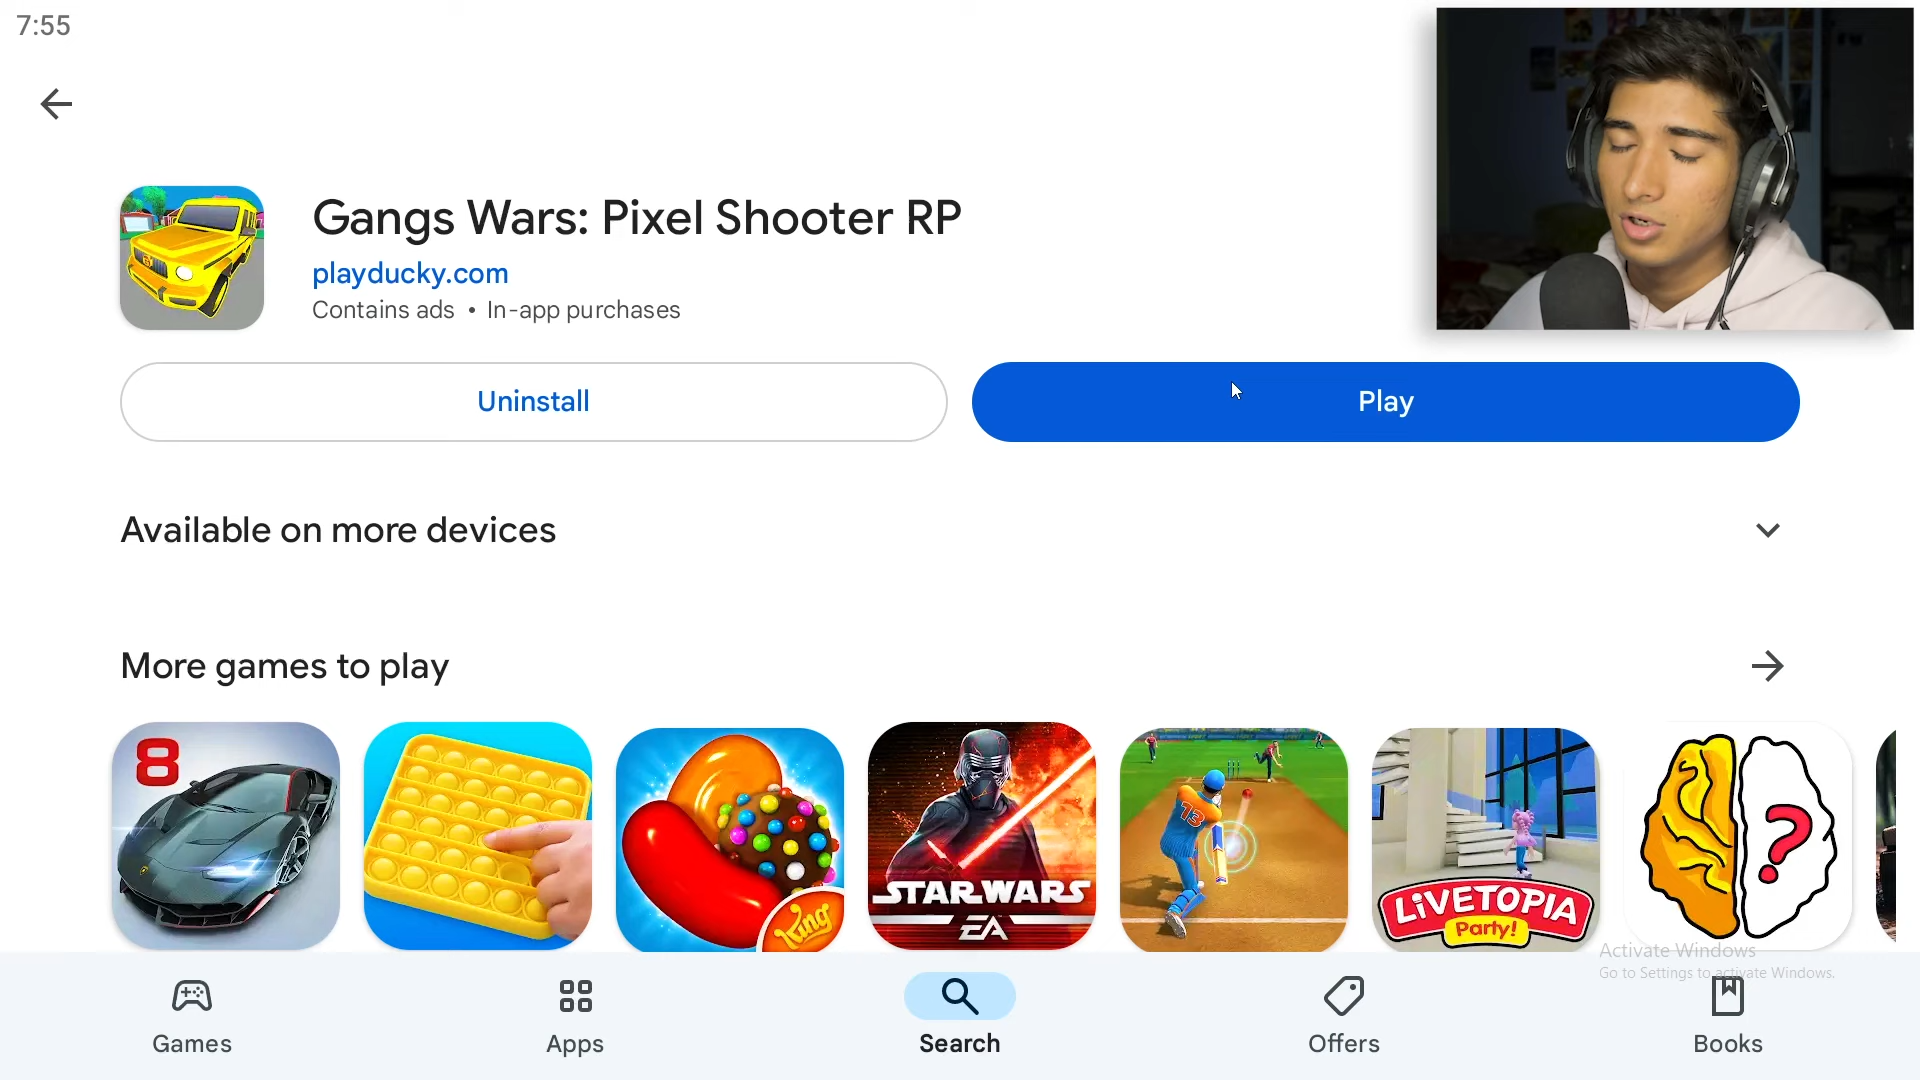 7:55
Gangs Wars: Pixel Shooter RP
playducky.com
Contains ads • In-app purchases
Uninstall
Play
Available on more devices
More games to play
8
King
STAR WARS
EA
13
LIVETOPIA
Party!
?
Activate Windows
Go to Settings to activate Windows.
Games
Apps
Search
Offers
Books